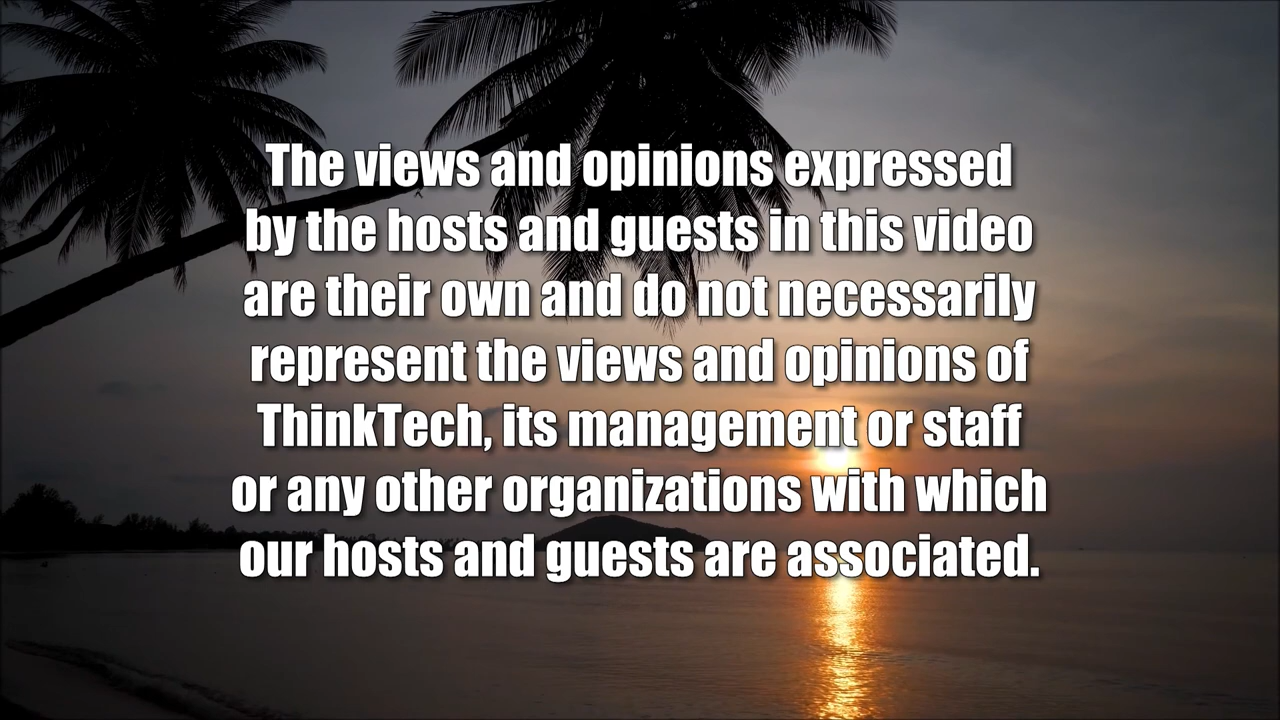 The views and opinions expressed
by the hosts and guests in this video
are their own and do not necessarily
represent the views and opinions of
ThinkTech, its management or staff
or any other organizations with which
our hosts and guests are associated.